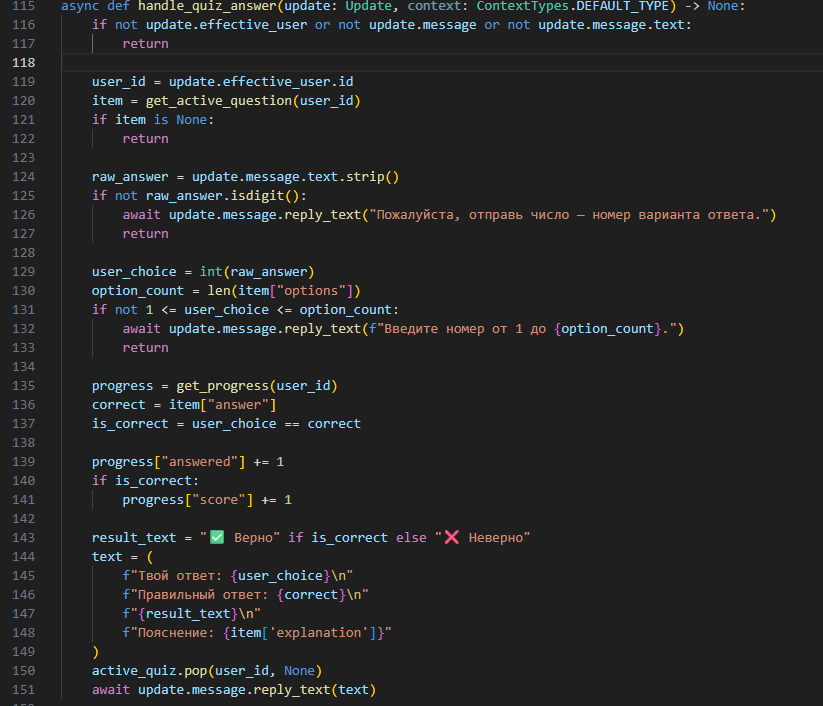 115 async def handle_quiz_answer(update: Update, context: ContextTypes.DEFAULT_TYPE) -> None:
116     if not update.effective_user or not update.message or not update.message.text:
117         return
118
119     user_id = update.effective_user.id
120     item = get_active_question(user_id)
121     if item is None:
122         return
123
124     raw_answer = update.message.text.strip()
125     if not raw_answer.isdigit():
126         await update.message.reply_text("Пожалуйста, отправь число — номер варианта ответа.")
127         return
128
129     user_choice = int(raw_answer)
130     option_count = len(item["options"])
131     if not 1 <= user_choice <= option_count:
132         await update.message.reply_text(f"Введите номер от 1 до {option_count}.")
133         return
134
135     progress = get_progress(user_id)
136     correct = item["answer"]
137     is_correct = user_choice == correct
138
139     progress["answered"] += 1
140     if is_correct:
141         progress["score"] += 1
142
143     result_text = "✅ Верно" if is_correct else "❌ Неверно"
144     text = (
145         f"Твой ответ: {user_choice}\n"
146         f"Правильный ответ: {correct}\n"
147         f"{result_text}\n"
148         f"Пояснение: {item['explanation']}"
149     )
150     active_quiz.pop(user_id, None)
151     await update.message.reply_text(text)